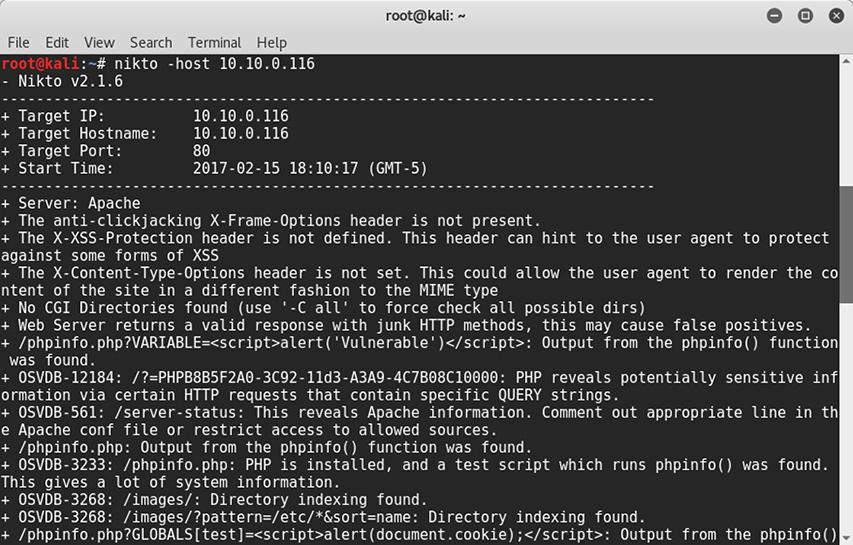 root@kali: ~
File Edit View Search Terminal Help
root@kali:~# nikto -host 10.10.0.116
- Nikto v2.1.6
---------------------------------------------------------------------------
+ Target IP:          10.10.0.116
+ Target Hostname:    10.10.0.116
+ Target Port:        80
+ Start Time:         2017-02-15 18:10:17 (GMT-5)
---------------------------------------------------------------------------
+ Server: Apache
+ The anti-clickjacking X-Frame-Options header is not present.
+ The X-XSS-Protection header is not defined. This header can hint to the user agent to protect
against some forms of XSS
+ The X-Content-Type-Options header is not set. This could allow the user agent to render the co
ntent of the site in a different fashion to the MIME type
+ No CGI Directories found (use '-C all' to force check all possible dirs)
+ Web Server returns a valid response with junk HTTP methods, this may cause false positives.
+ /phpinfo.php?VARIABLE=<script>alert('Vulnerable')</script>: Output from the phpinfo() function
 was found.
+ OSVDB-12184: /?=PHPB8B5F2A0-3C92-11d3-A3A9-4C7B08C10000: PHP reveals potentially sensitive inf
ormation via certain HTTP requests that contain specific QUERY strings.
+ OSVDB-561: /server-status: This reveals Apache information. Comment out appropriate line in th
e Apache conf file or restrict access to allowed sources.
+ /phpinfo.php: Output from the phpinfo() function was found.
+ OSVDB-3233: /phpinfo.php: PHP is installed, and a test script which runs phpinfo() was found.
This gives a lot of system information.
+ OSVDB-3268: /images/: Directory indexing found.
+ OSVDB-3268: /images/?pattern=/etc/*&sort=name: Directory indexing found.
+ /phpinfo.php?GLOBALS[test]=<script>alert(document.cookie);</script>: Output from the phpinfo()